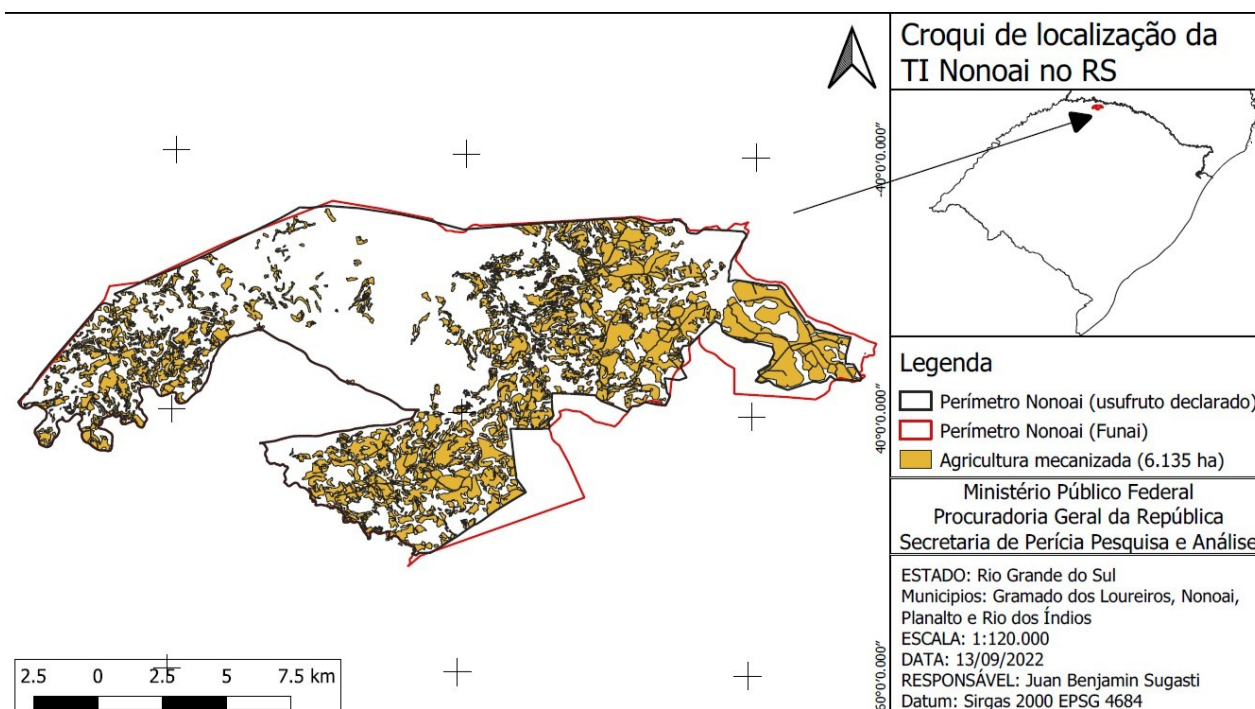 Croqui de localização da
TI Nonoai no RS
-40°0'0.000"
40°0'0.000"
60°0'0.000"
Legenda
Perímetro Nonoai (usufruto declarado)
Perímetro Nonoai (Funai)
Agricultura mecanizada (6.135 ha)
Ministério Público Federal
Procuradoria Geral da República
Secretaria de Perícia Pesquisa e Análise
ESTADO: Rio Grande do Sul
Municipios: Gramado dos Loureiros, Nonoai,
Planalto e Rio dos Índios
ESCALA: 1:120.000
DATA: 13/09/2022
RESPONSÁVEL: Juan Benjamin Sugasti
Datum: Sirgas 2000 EPSG 4684
2.5 0 2.5 5 7.5 km